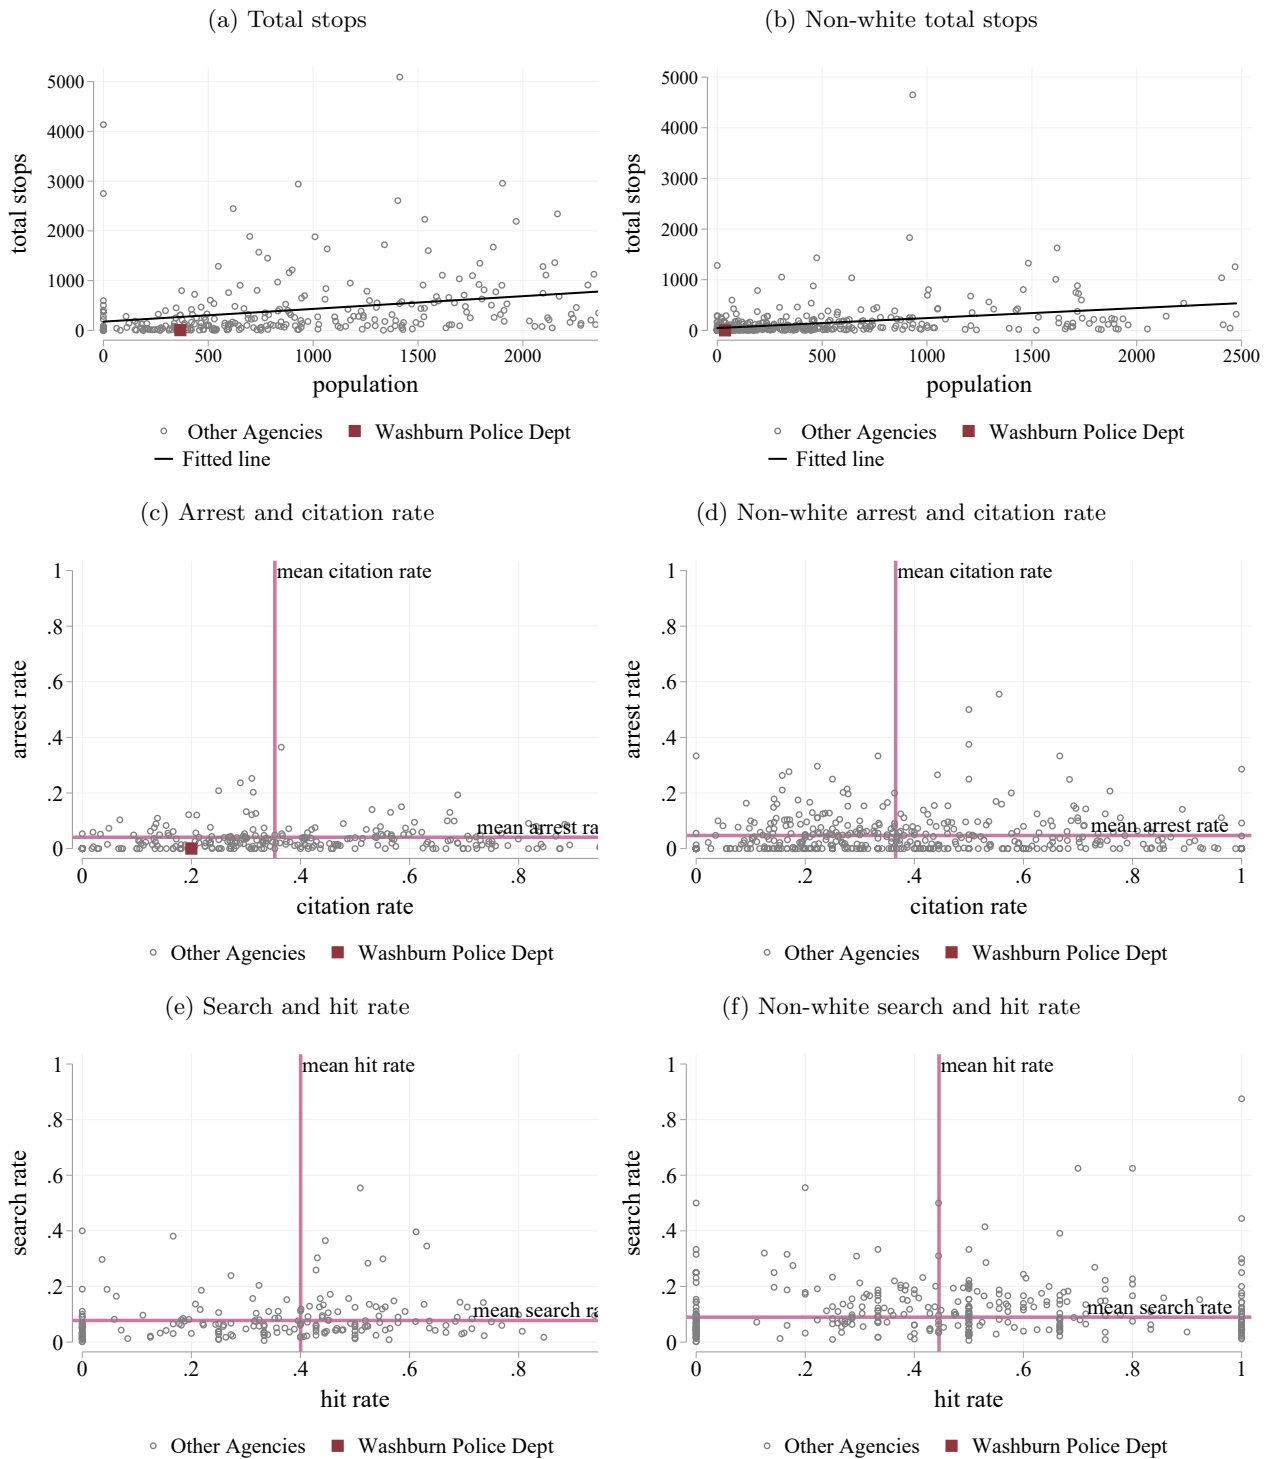 (a) Total stops
(b) Non-white total stops
total stops
5000
4000
3000
2000
1000
0
0 500 1000 1500 2000
population
Other Agencies Washburn Police Dept
Fitted line
total stops
5000
4000
3000
2000
1000
0
0 500 1000 1500 2000 2500
population
Other Agencies Washburn Police Dept
Fitted line
(c) Arrest and citation rate
(d) Non-white arrest and citation rate
arrest rate
1
.8
.6
.4
.2
0
mean citation rate
mean arrest ra
0 .2 .4 .6 .8
citation rate
Other Agencies Washburn Police Dept
arrest rate
1
.8
.6
.4
.2
0
mean citation rate
mean arrest rate
0 .2 .4 .6 .8 1
citation rate
Other Agencies Washburn Police Dept
(e) Search and hit rate
(f) Non-white search and hit rate
search rate
1
.8
.6
.4
.2
0
mean hit rate
mean search ra
0 .2 .4 .6 .8
hit rate
Other Agencies Washburn Police Dept
search rate
1
.8
.6
.4
.2
0
mean hit rate
mean search rate
0 .2 .4 .6 .8 1
hit rate
Other Agencies Washburn Police Dept